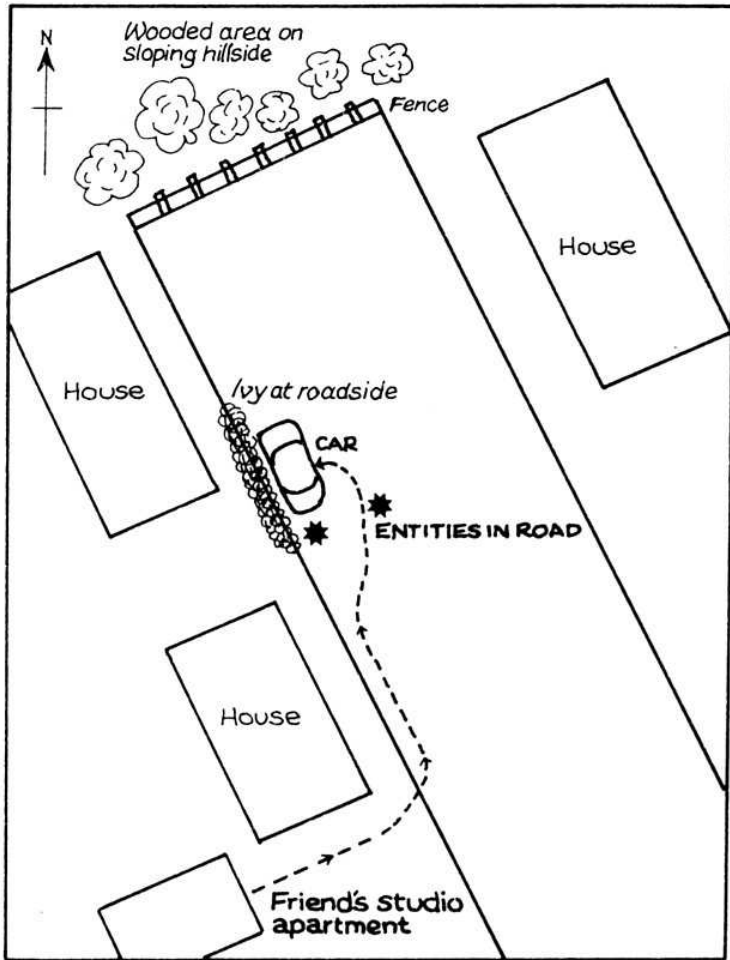 N
Wooded area on
sloping hillside
Fence
House
House
Ivy at roadside
CAR
ENTITIES IN ROAD
House
Friend's studio
apartment